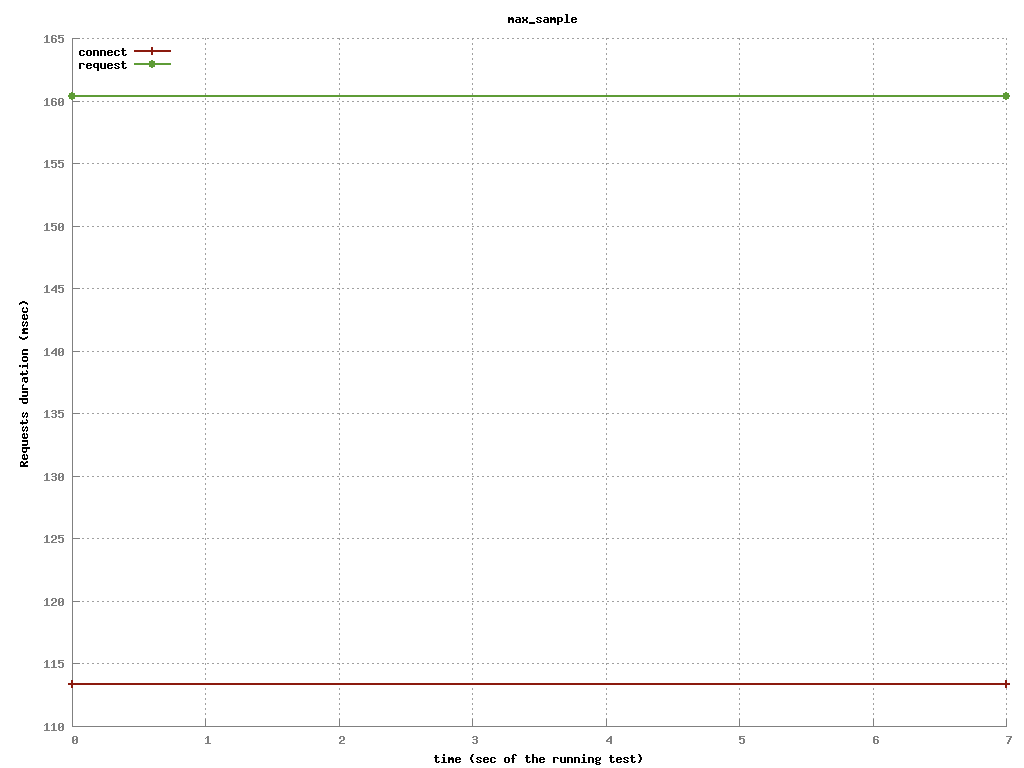 max_sample
165
connect
request
160
155
150
145
140
135
130
125
120
115
110
Requests duration (msec)
0 1 2 3 4 5 6 7
time (sec of the running test)